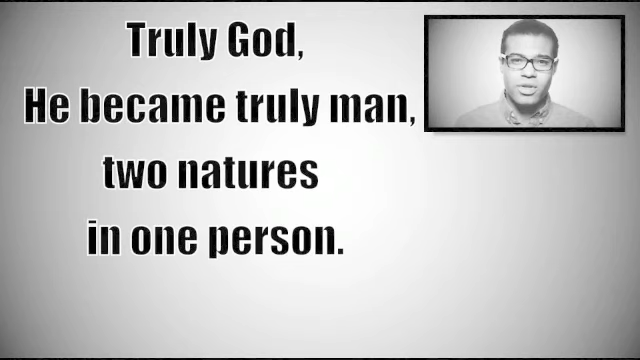 Truly God,
He became truly man,
two natures
in one person.